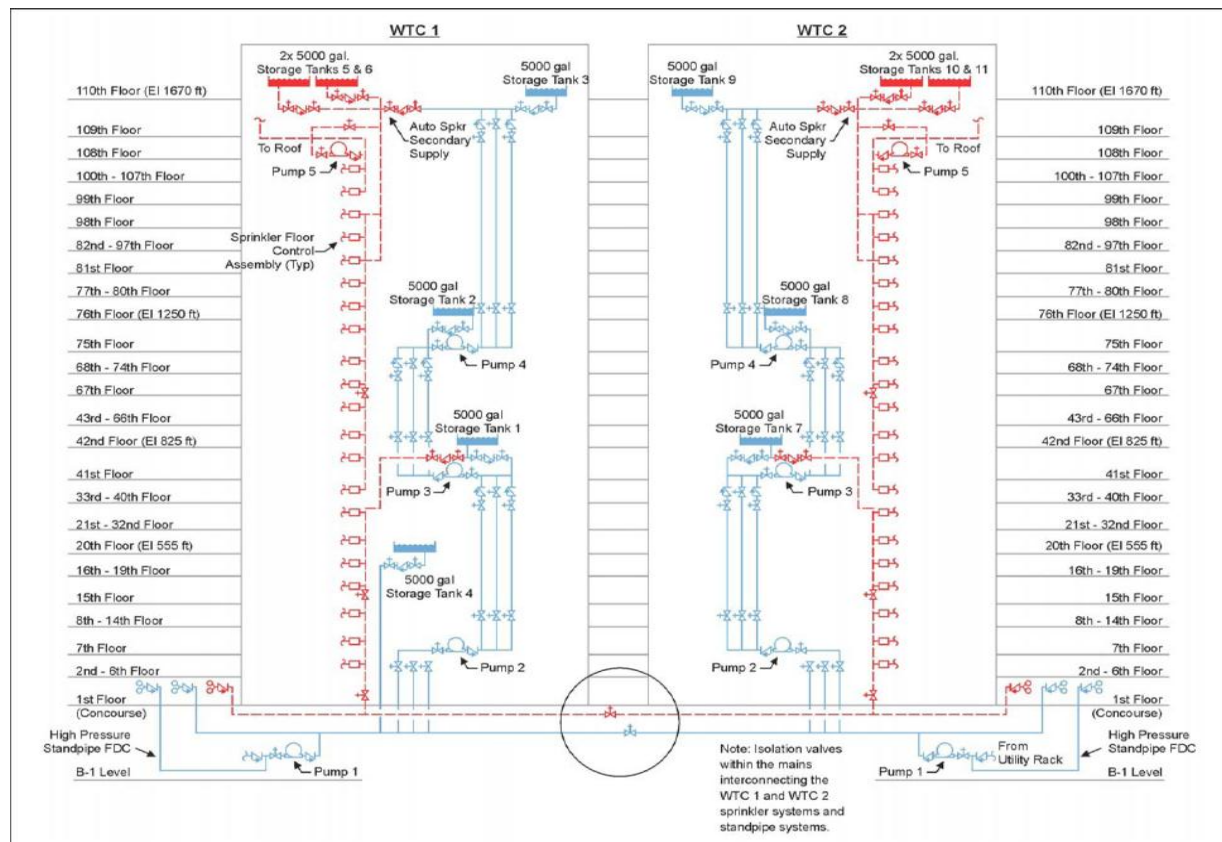 WTC 1
WTC 2
2x 5000 gal.
Storage Tanks 5 & 6
5000 gal
Storage Tank 3
5000 gal
Storage Tank 9
2x 5000 gal.
Storage Tanks 10 & 11
110th Floor (El 1670 ft)
109th Floor
108th Floor
100th - 107th Floor
99th Floor
98th Floor
82nd - 97th Floor
81st Floor
77th - 80th Floor
76th Floor (El 1250 ft)
75th Floor
68th - 74th Floor
67th Floor
43rd - 66th Floor
42nd Floor (El 825 ft)
41st Floor
33rd - 40th Floor
21st - 32nd Floor
20th Floor (El 555 ft)
16th - 19th Floor
15th Floor
8th - 14th Floor
7th Floor
2nd - 6th Floor
1st Floor
(Concourse)
High Pressure
Standpipe FDC
B-1 Level
To Roof
Pump 5
Auto Spkr
Secondary
Supply
Sprinkler Floor
Control
Assembly (Typ)
5000 gal
Storage Tank 2
Pump 4
5000 gal
Storage Tank 1
Pump 3
5000 gal
Storage Tank 4
Pump 2
Pump 1
Auto Spkr
Secondary
Supply
To Roof
Pump 5
5000 gal
Storage Tank 8
Pump 4
5000 gal
Storage Tank 7
Pump 3
Pump 2
Note: Isolation valves
within the mains
interconnecting the
WTC 1 and WTC 2
sprinkler systems and
standpipe systems.
Pump 1
From
Utility Rack
110th Floor (El 1670 ft)
109th Floor
108th Floor
100th - 107th Floor
99th Floor
98th Floor
82nd - 97th Floor
81st Floor
77th - 80th Floor
76th Floor (El 1250 ft)
75th Floor
68th - 74th Floor
67th Floor
43rd - 66th Floor
42nd Floor (El 825 ft)
41st Floor
33rd - 40th Floor
21st - 32nd Floor
20th Floor (El 555 ft)
16th - 19th Floor
15th Floor
8th - 14th Floor
7th Floor
2nd - 6th Floor
1st Floor
(Concourse)
High Pressure
Standpipe FDC
B-1 Level